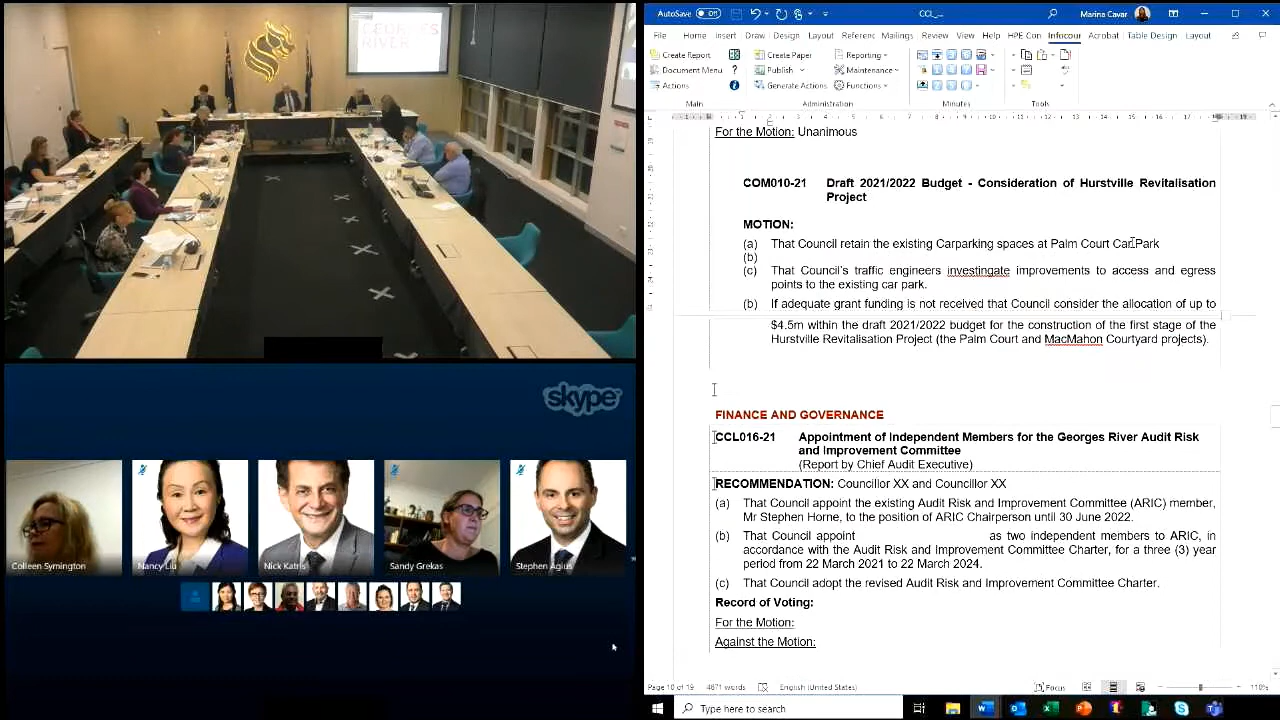 GEORGES
RIVER
skype
Colleen Symington
Nancy Liu
Nick Katris
Sandy Grekas
Stephen Agius
AutoSave Off
CCL_...
Marina Cavar
File Home Insert Draw Design Layout References Mailings Review View Help HPE Con Infocou Acrobat Table Design Layout
Create Report
Document Menu
Actions
Main
Create Paper
Publish
Generate Actions
Reporting
Maintenance
Functions
Administration
Minutes
Tools
For the Motion: Unanimous
COM010-21 Draft 2021/2022 Budget - Consideration of Hurstville Revitalisation
Project
MOTION:
(a) That Council retain the existing Carparking spaces at Palm Court CarPark
(b)
(c) That Council's traffic engineers investingate improvements to access and egress
points to the existing car park.
(b) If adequate grant funding is not received that Council consider the allocation of up to
$4.5m within the draft 2021/2022 budget for the construction of the first stage of the
Hurstville Revitalisation Project (the Palm Court and MacMahon Courtyard projects).
FINANCE AND GOVERNANCE
CCL016-21 Appointment of Independent Members for the Georges River Audit Risk
and Improvement Committee
(Report by Chief Audit Executive)
RECOMMENDATION: Councillor XX and Councillor XX
(a) That Council appoint the existing Audit Risk and Improvement Committee (ARIC) member,
Mr Stephen Horne, to the position of ARIC Chairperson until 30 June 2022.
(b) That Council appoint as two independent members to ARIC, in
accordance with the Audit Risk and Improvement Committee Charter, for a three (3) year
period from 22 March 2021 to 22 March 2024.
(c) That Council adopt the revised Audit Risk and Improvement Committee Charter.
Record of Voting:
For the Motion:
Against the Motion:
Page 10 of 19 4671 words English (United States) Focus 110%
Type here to search